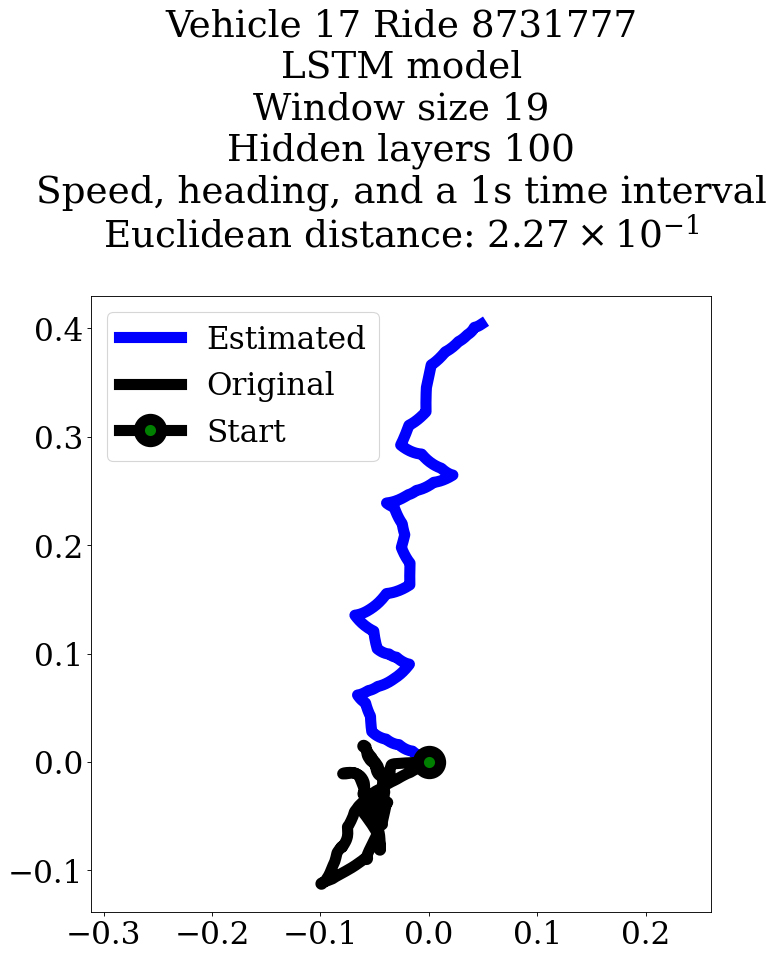 Vehicle 17 Ride 8731777
LSTM model
Window size 19
Hidden layers 100
Speed, heading, and a 1s time interval
Euclidean distance: 2.27 × 10⁻¹
Estimated
Original
Start
0.4
0.3
0.2
0.1
0.0
−0.1
−0.3 −0.2 −0.1 0.0 0.1 0.2